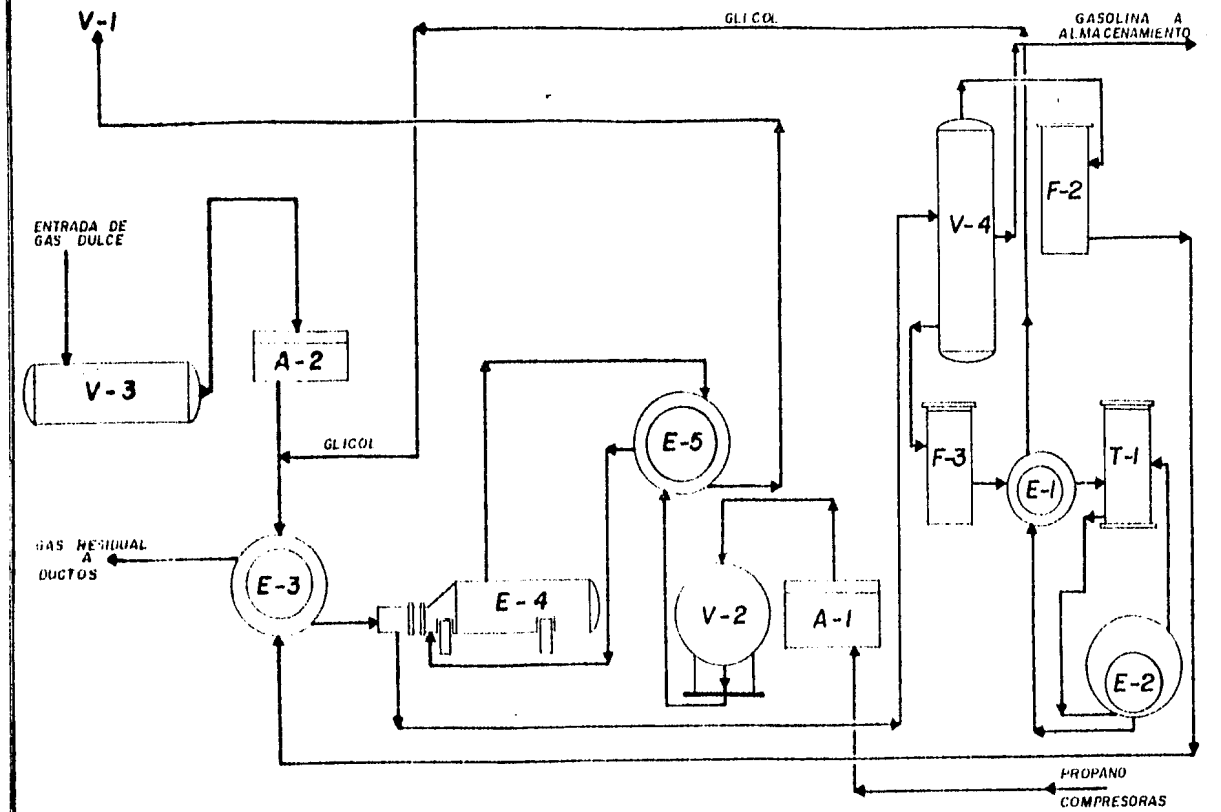 V-1
GLICOL
GASOLINA A
ALMACENAMIENTO
F-2
V-4
ENTRADA DE
GAS DULCE
A-2
V-3
GLICOL
E-5
F-3
T-1
E-1
GAS RESIDUAL
A
DUCTOS
E-3
E-4
V-2
A-1
E-2
PROPANO
COMPRESORAS